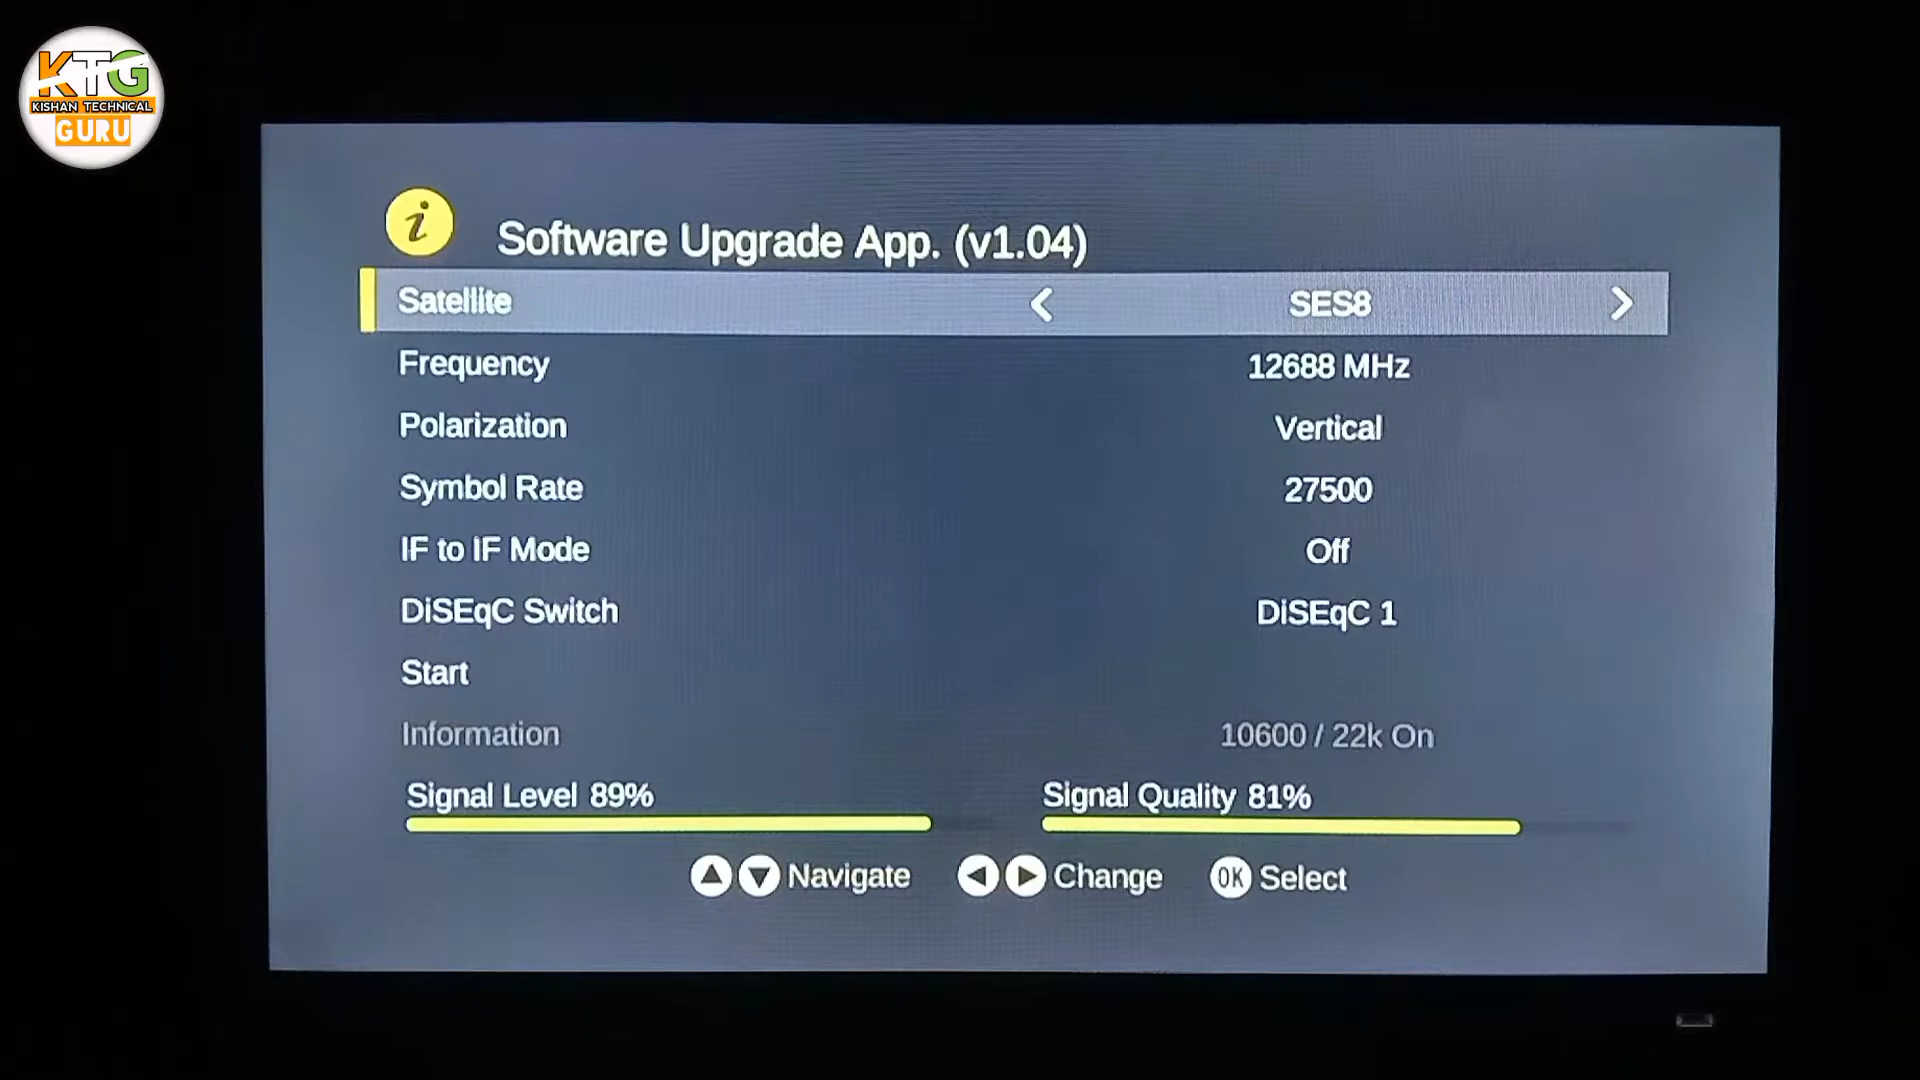 KTG
KISHAN TECHNICAL
GURU
i Software Upgrade App. (v1.04)
Satellite SES8
Frequency 12688 MHz
Polarization Vertical
Symbol Rate 27500
IF to IF Mode Off
DiSEqC Switch DiSEqC 1
Start
Information 10600 / 22k On
Signal Level 89% Signal Quality 81%
Navigate Change OK Select